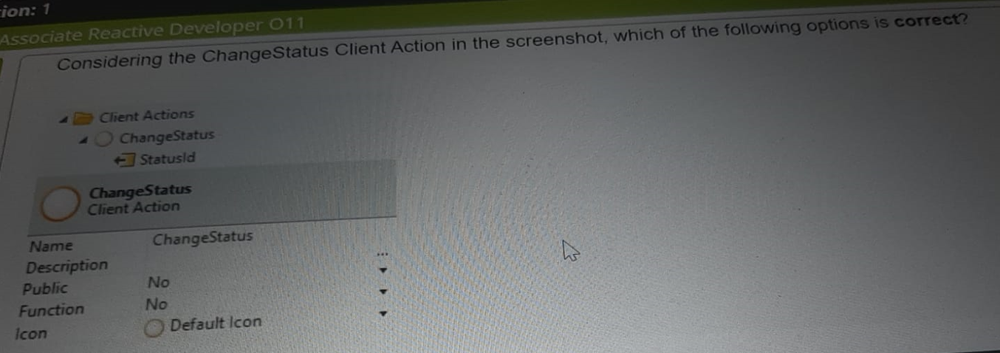 ion: 1
Associate Reactive Developer O11
Considering the ChangeStatus Client Action in the screenshot, which of the following options is correct?
Client Actions
ChangeStatus
StatusId
ChangeStatus
Client Action
Name ChangeStatus
Description ...
Public No
Function No
Icon Default Icon